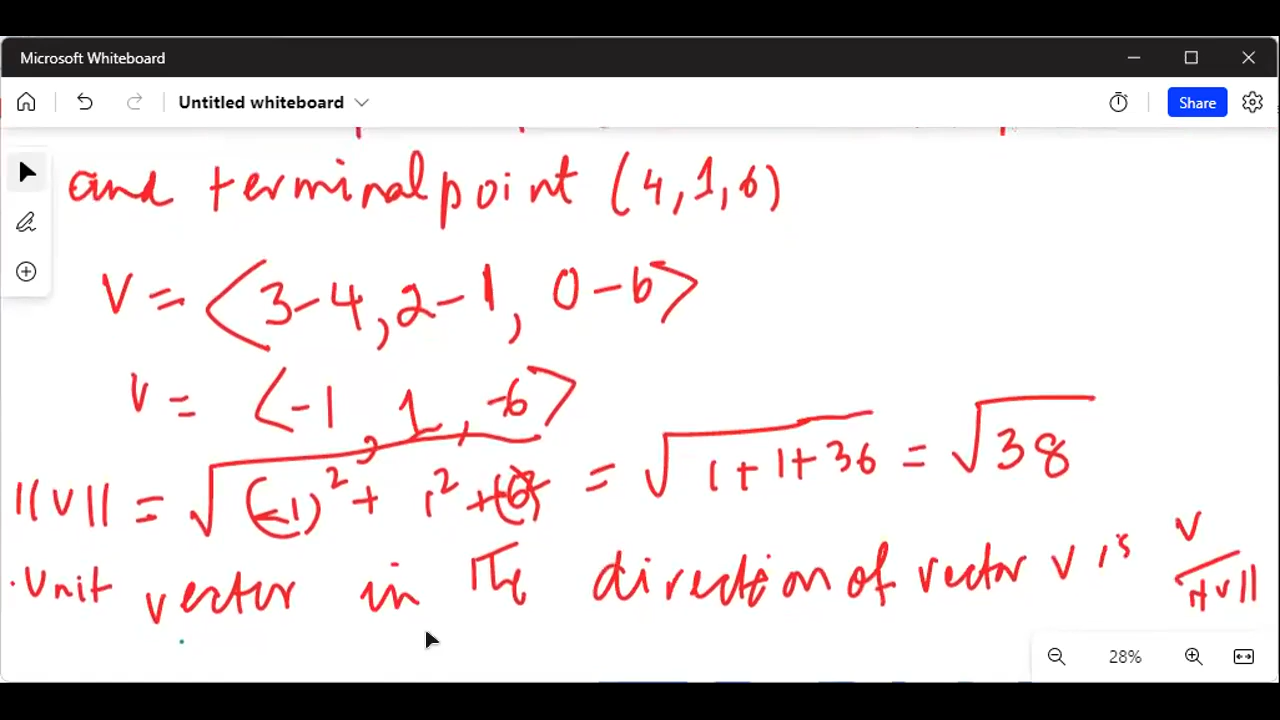 Microsoft Whiteboard
Untitled whiteboard
Share
and terminal point (4,1,6)
V = <3-4, 2-1, 0-6>
V = <-1, 1, -6>
||V|| = √(-1)² + 1² + (6)² = √1+1+36 = √38
. Unit vector in the direction of vector V is V/||V||
28%